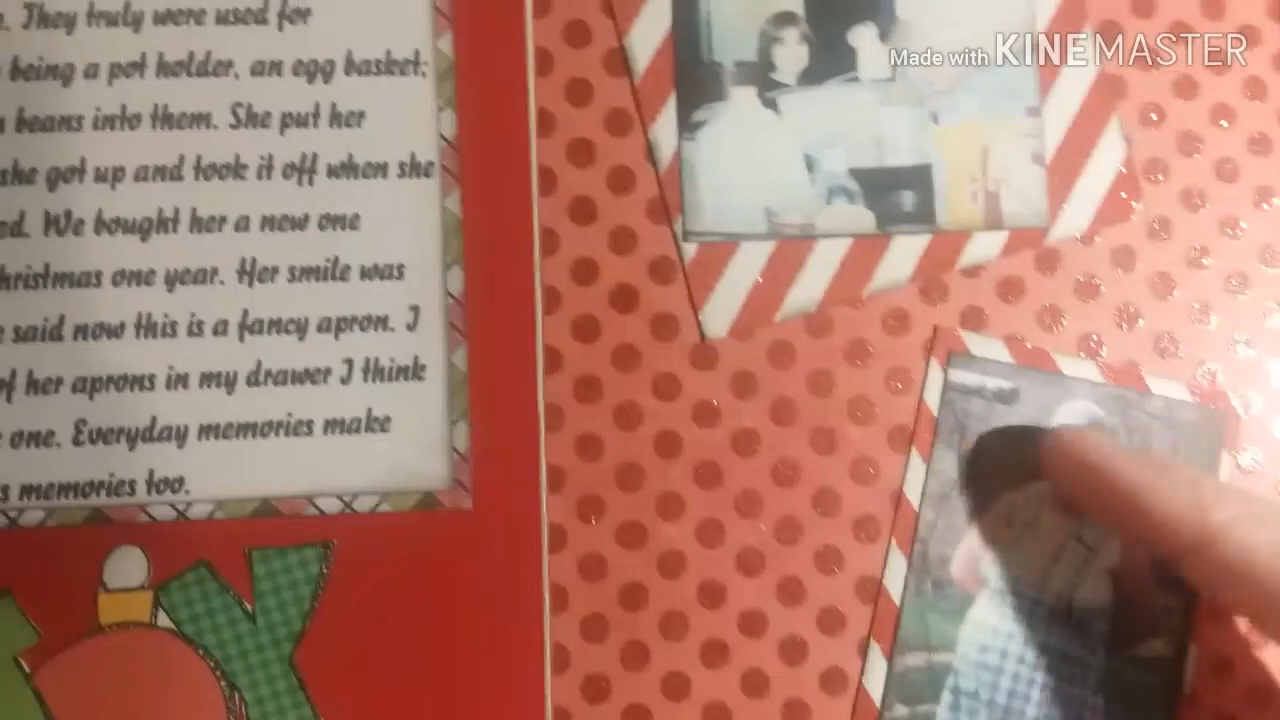 . They truly were used for
being a pot holder, an egg basket;
beans into them. She put her
she got up and took it off when she
ed. We bought her a new one
hristmas one year. Her smile was
said now this is a fancy apron. I
of her aprons in my drawer I think
one. Everyday memories make
s memories too.
Y
Made with KINEMASTER